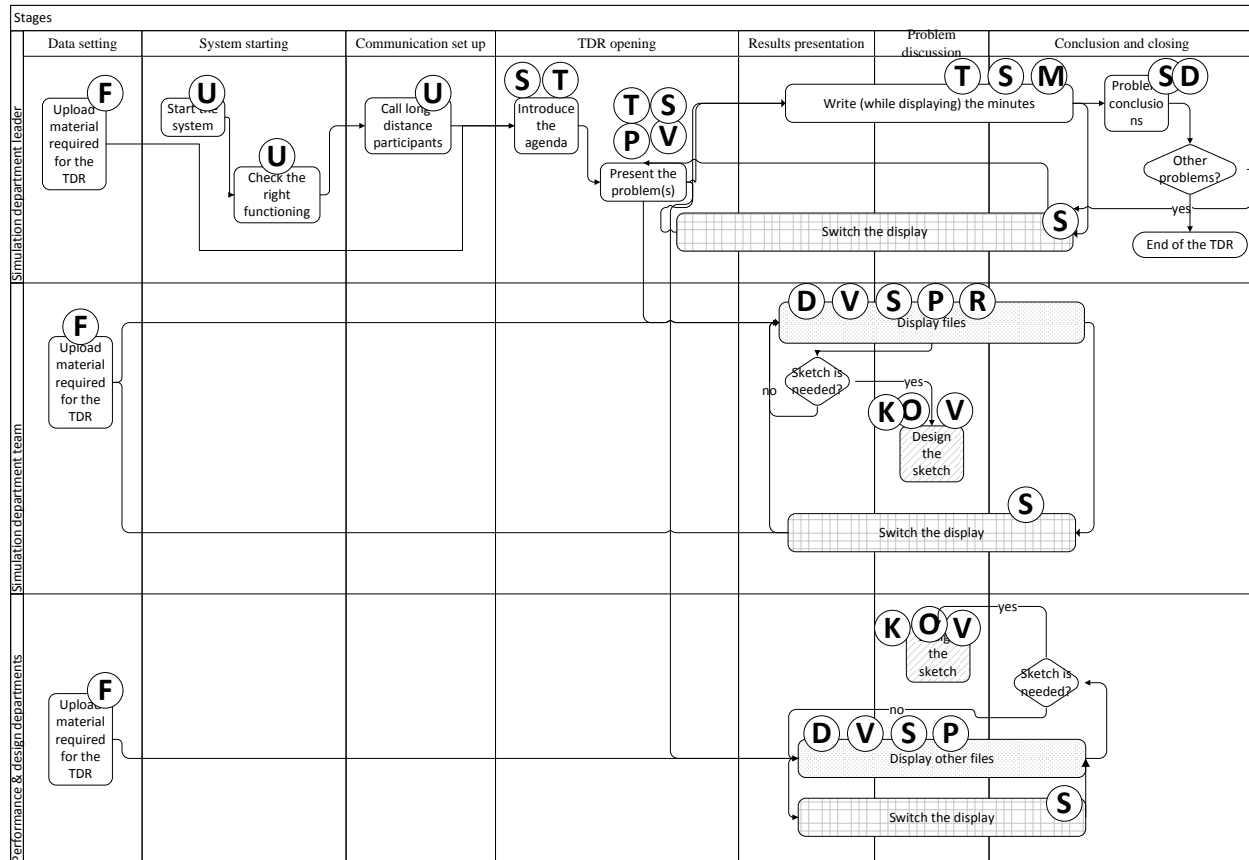 Stages
Data setting
System starting
Communication set up
TDR opening
Results presentation
Problem
discussion
Conclusion and closing
Simulation department leader
F
Upload
material
required
for the
TDR
U
Start the
system
U
Check the
right
functioning
U
Call long
distance
participants
S T
Introduce
the
agenda
T S
P V
Present the
problem(s)
T S M
Write (while displaying) the minutes
S D
Problem
conclusio
ns
Other
problems?
yes
S
Switch the display
End of the TDR
Simulation department team
F
Upload
material
required
for the
TDR
D V S P R
Display files
Sketch is
needed?
no
yes
K O V
Design
the
sketch
S
Switch the display
Performance & design departments
F
Upload
material
required
for the
TDR
K O V
the
sketch
yes
Sketch is
needed?
no
D V S P
Display other files
S
Switch the display